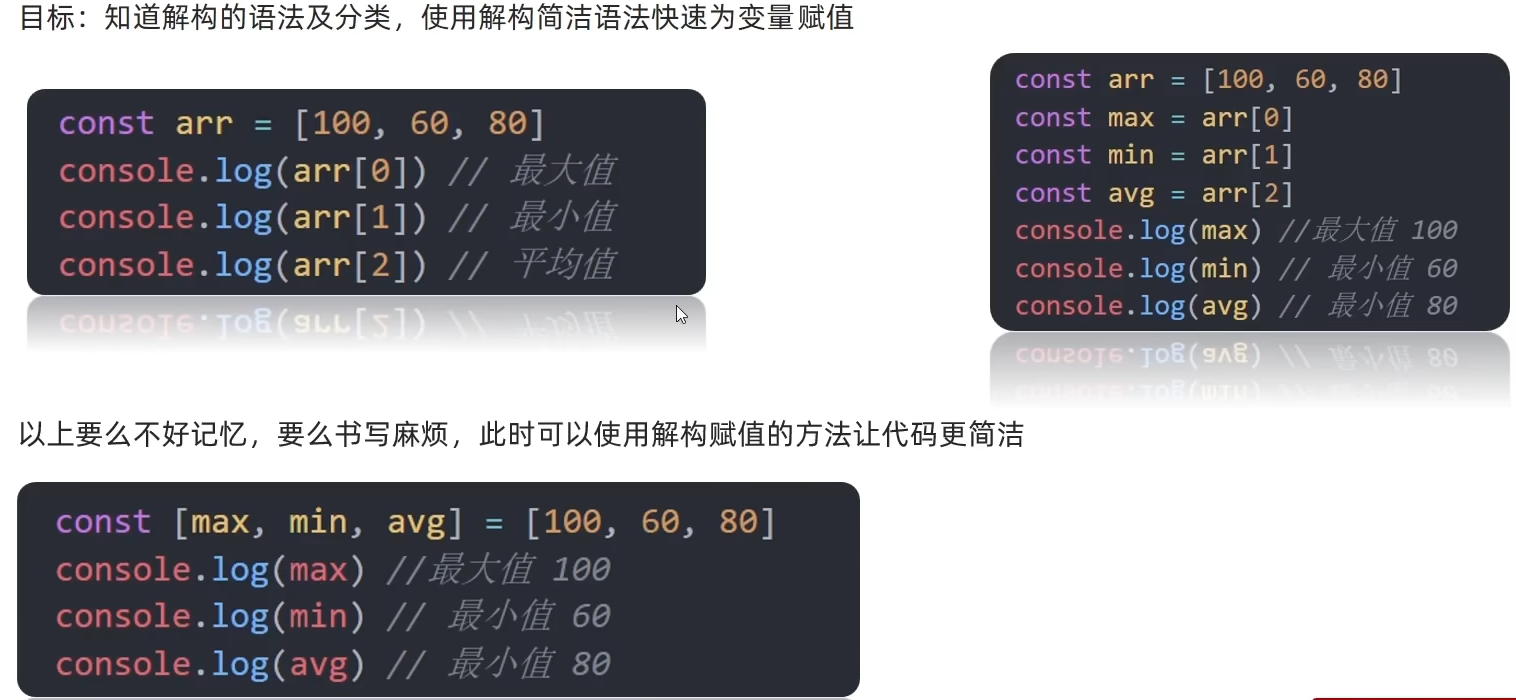 目标：知道解构的语法及分类，使用解构简洁语法快速为变量赋值
const arr = [100, 60, 80]
console.log(arr[0]) // 最大值
console.log(arr[1]) // 最小值
console.log(arr[2]) // 平均值
const arr = [100, 60, 80]
const max = arr[0]
const min = arr[1]
const avg = arr[2]
console.log(max) //最大值 100
console.log(min) // 最小值 60
console.log(avg) // 最小值 80
以上要么不好记忆，要么书写麻烦，此时可以使用解构赋值的方法让代码更简洁
const [max, min, avg] = [100, 60, 80]
console.log(max) //最大值 100
console.log(min) // 最小值 60
console.log(avg) // 最小值 80